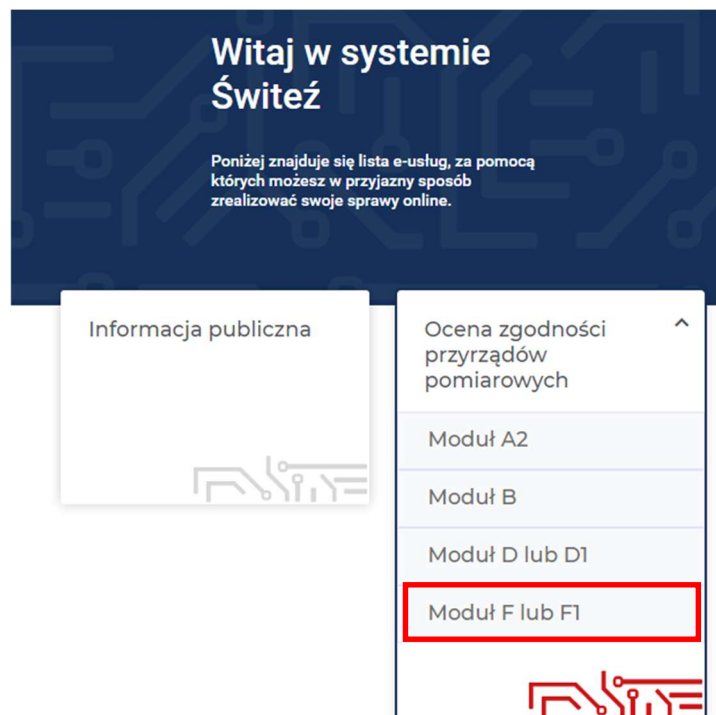 Witaj w systemie
Świteź
Poniżej znajduje się lista e-usług, za pomocą
których możesz w przyjazny sposób
zrealizować swoje sprawy online.
Informacja publiczna
Ocena zgodności
przyrządów
pomiarowych
Moduł A2
Moduł B
Moduł D lub D1
Moduł F lub F1